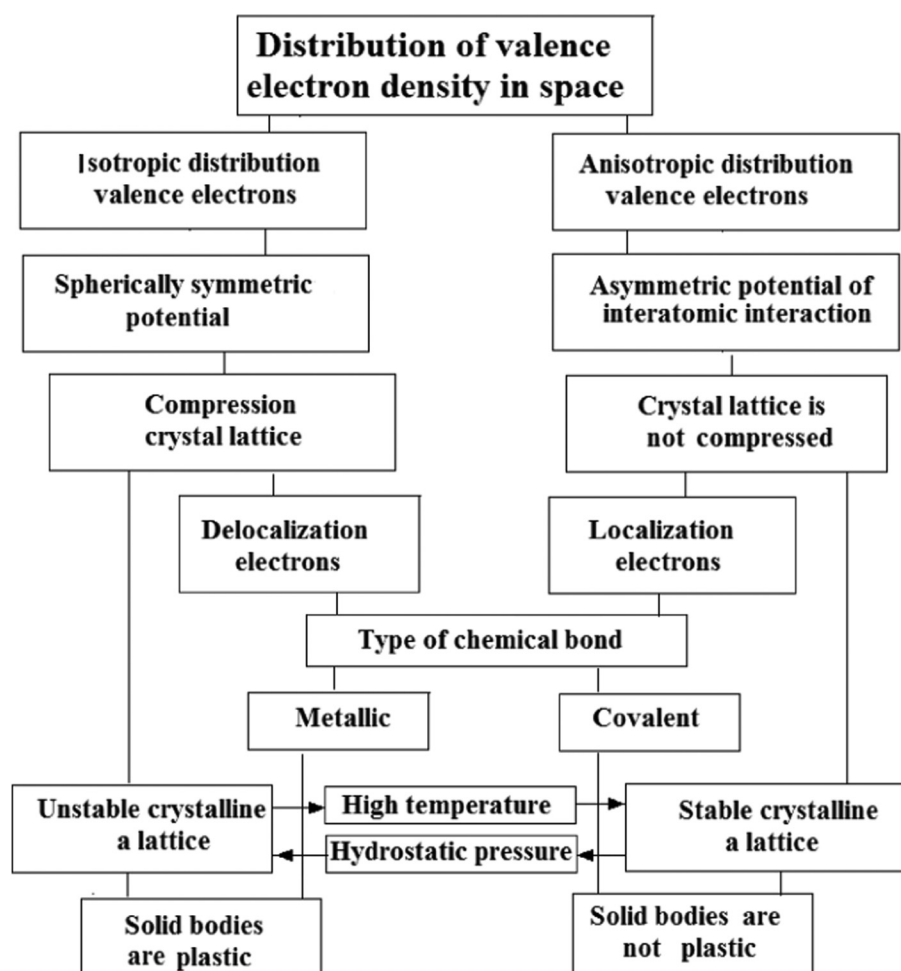 Distribution of valence
electron density in space
Isotropic distribution
valence electrons
Anisotropic distribution
valence electrons
Spherically symmetric
potential
Asymmetric potential of
interatomic interaction
Compression
crystal lattice
Crystal lattice is
not compressed
Delocalization
electrons
Localization
electrons
Type of chemical bond
Metallic
Covalent
Unstable crystalline
a lattice
High temperature
Hydrostatic pressure
Stable crystalline
a lattice
Solid bodies
are plastic
Solid bodies are
not plastic